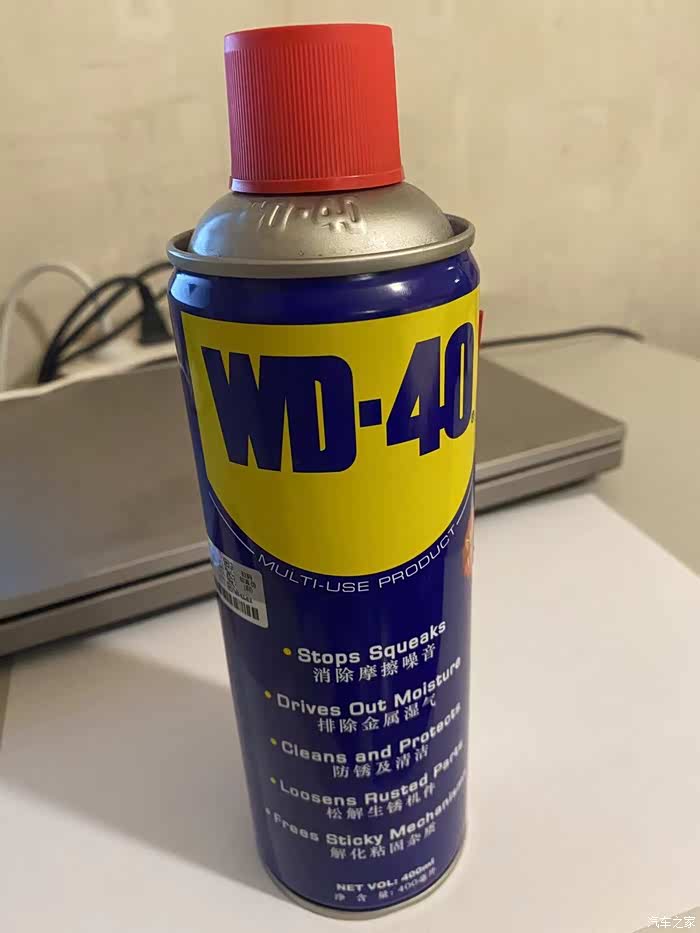 WD-40
WD-40
MULTI-USE PRODUCT
• Stops Squeaks
消除摩擦噪音
• Drives Out Moisture
排除金属湿气
• Cleans and Protects
防锈及清洁
• Loosens Rusted Parts
松解生锈机件
• Frees Sticky Mechanisms
解化粘固杂质
NET VOL: 400ml
净 含 量: 400毫升
汽车之家